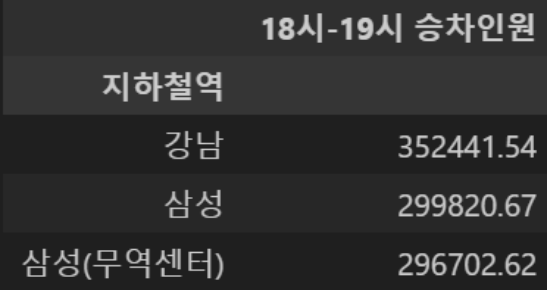 18시-19시 승차인원
지하철역
강남 352441.54
삼성 299820.67
삼성(무역센터) 296702.62